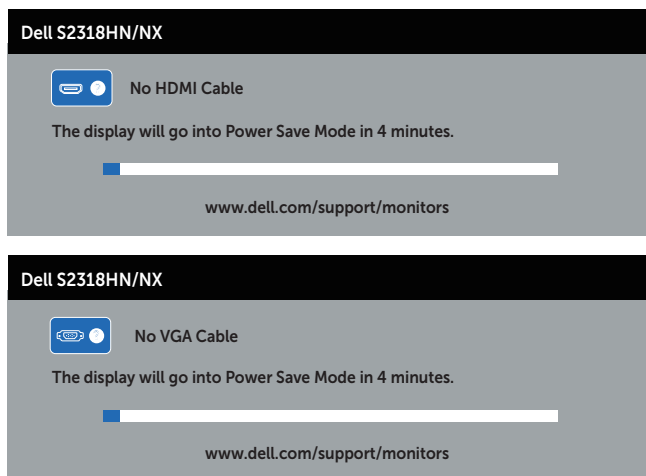 Dell S2318HN/NX
No HDMI Cable
The display will go into Power Save Mode in 4 minutes.
www.dell.com/support/monitors
Dell S2318HN/NX
No VGA Cable
The display will go into Power Save Mode in 4 minutes.
www.dell.com/support/monitors